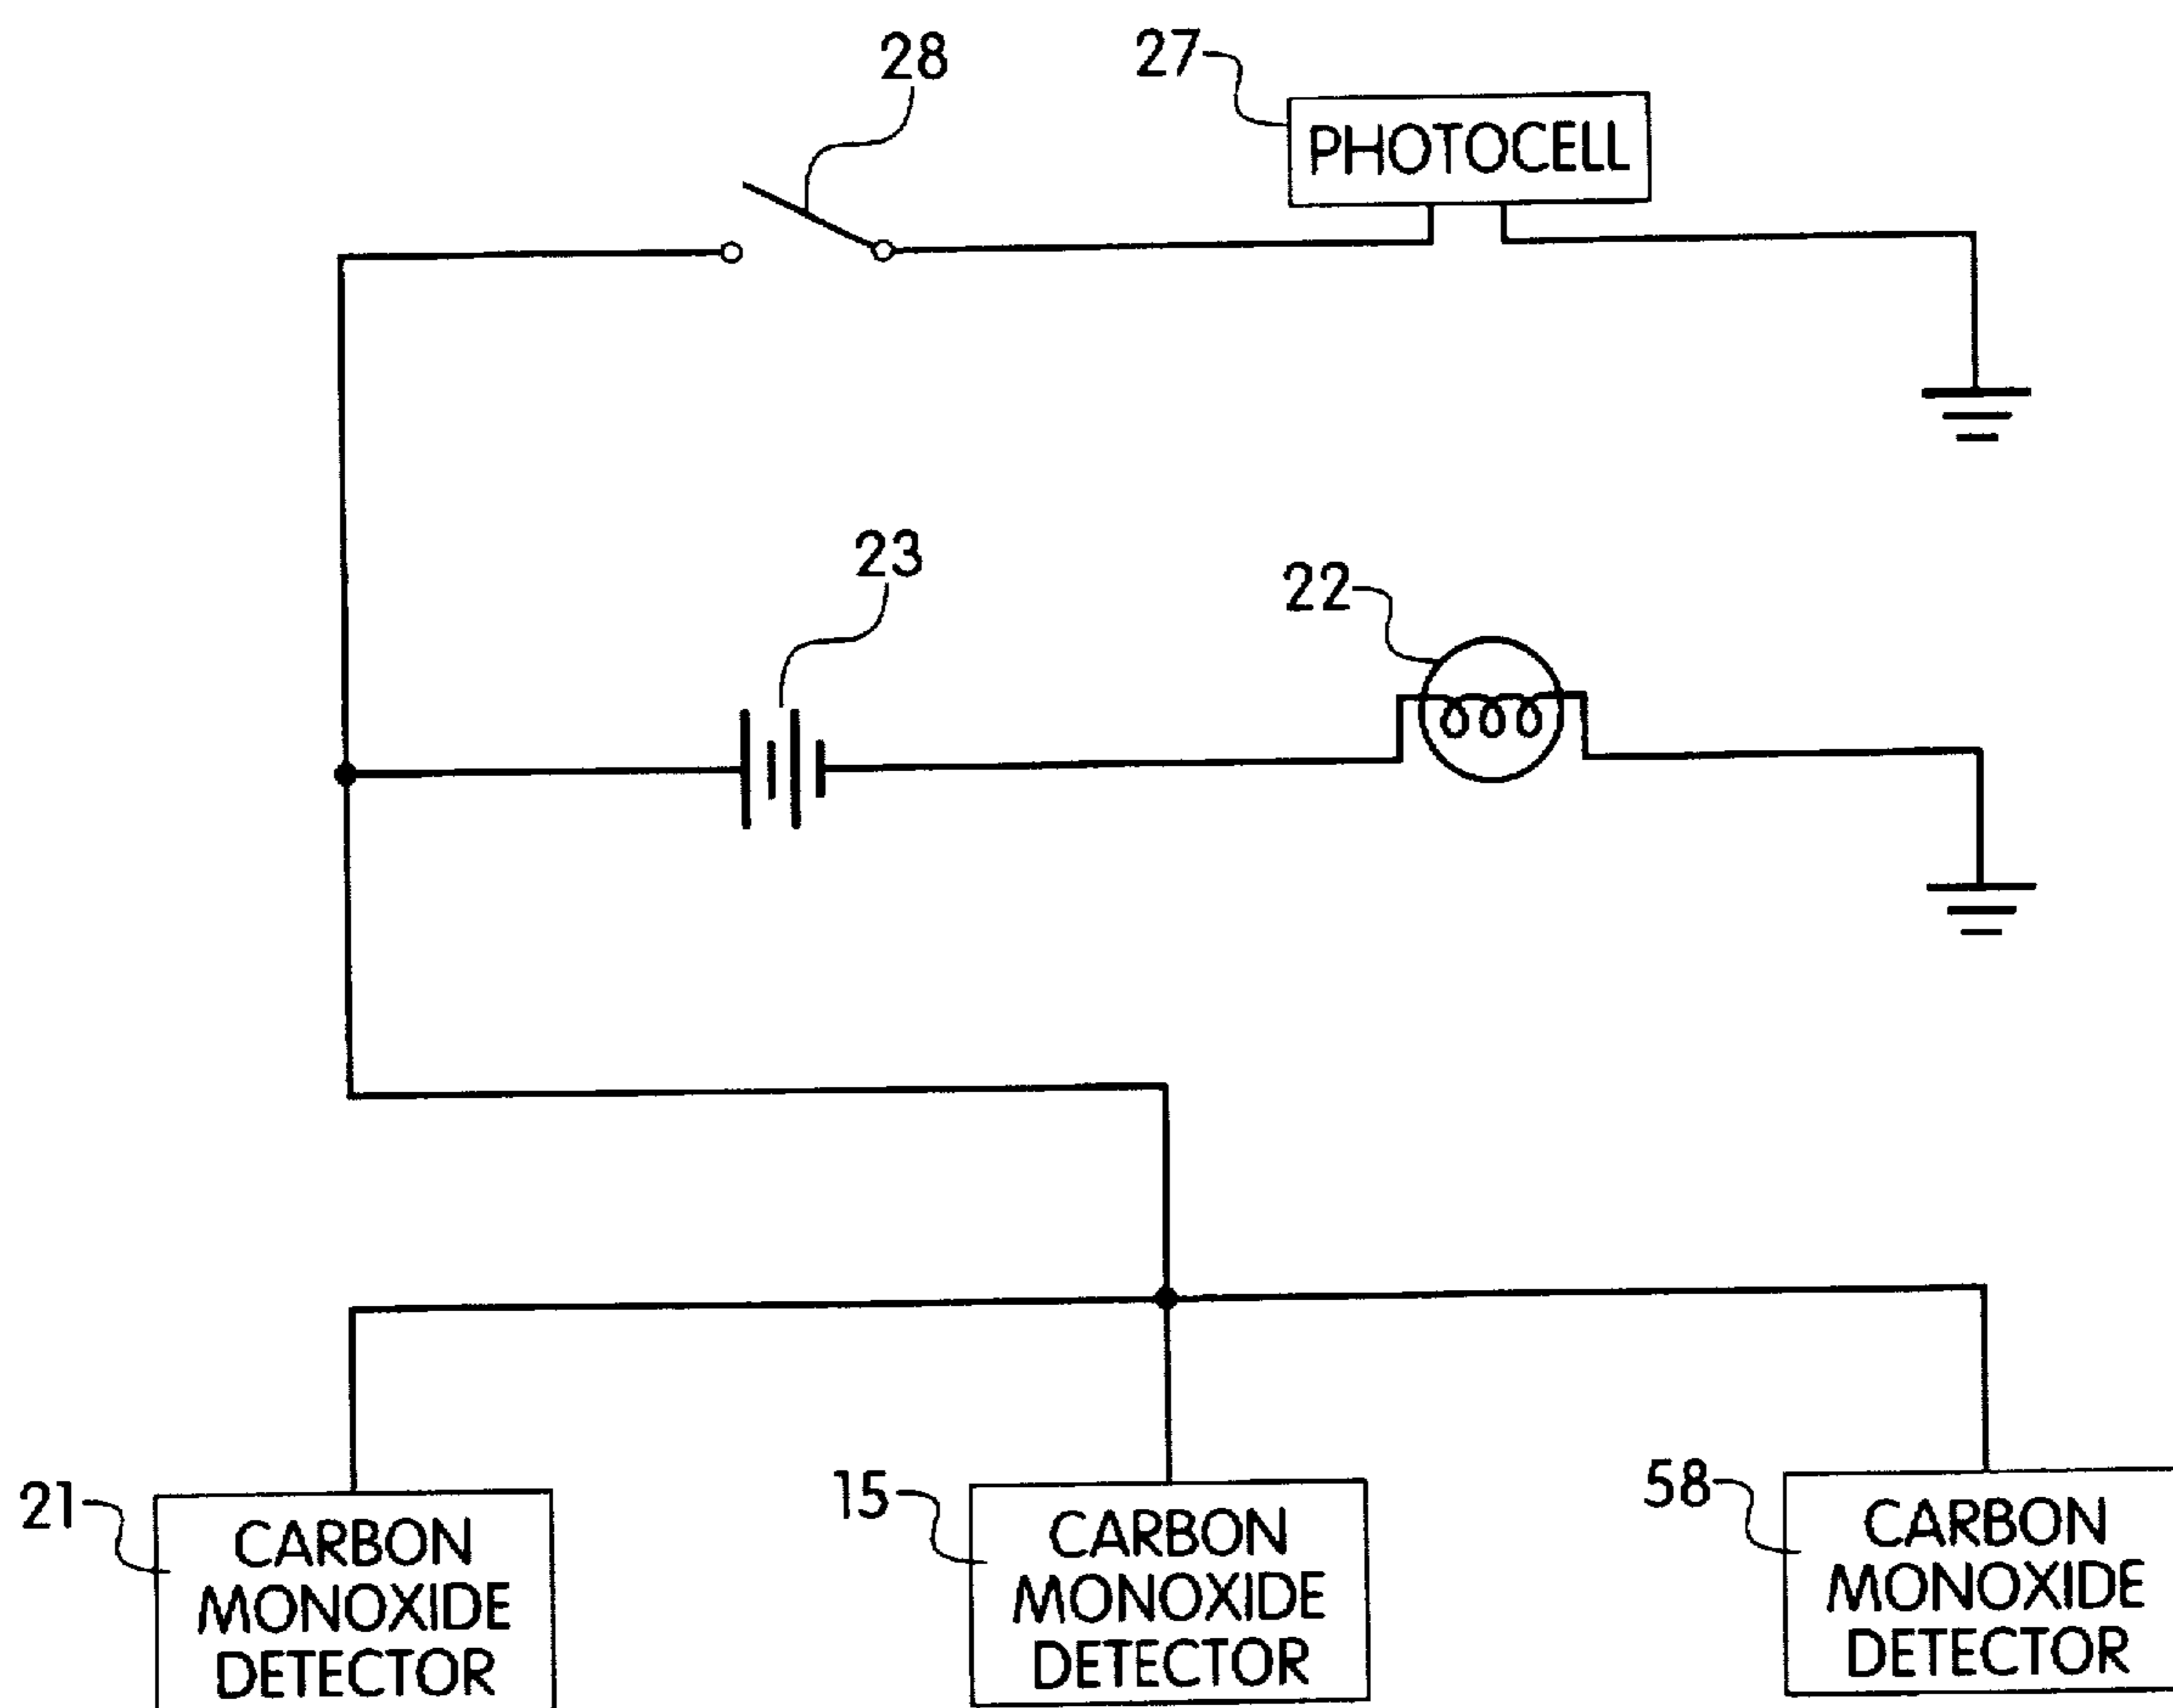 28
27
PHOTOCELL
23
22
21
CARBON
MONOXIDE
DETECTOR
15
CARBON
MONOXIDE
DETECTOR
58
CARBON
MONOXIDE
DETECTOR